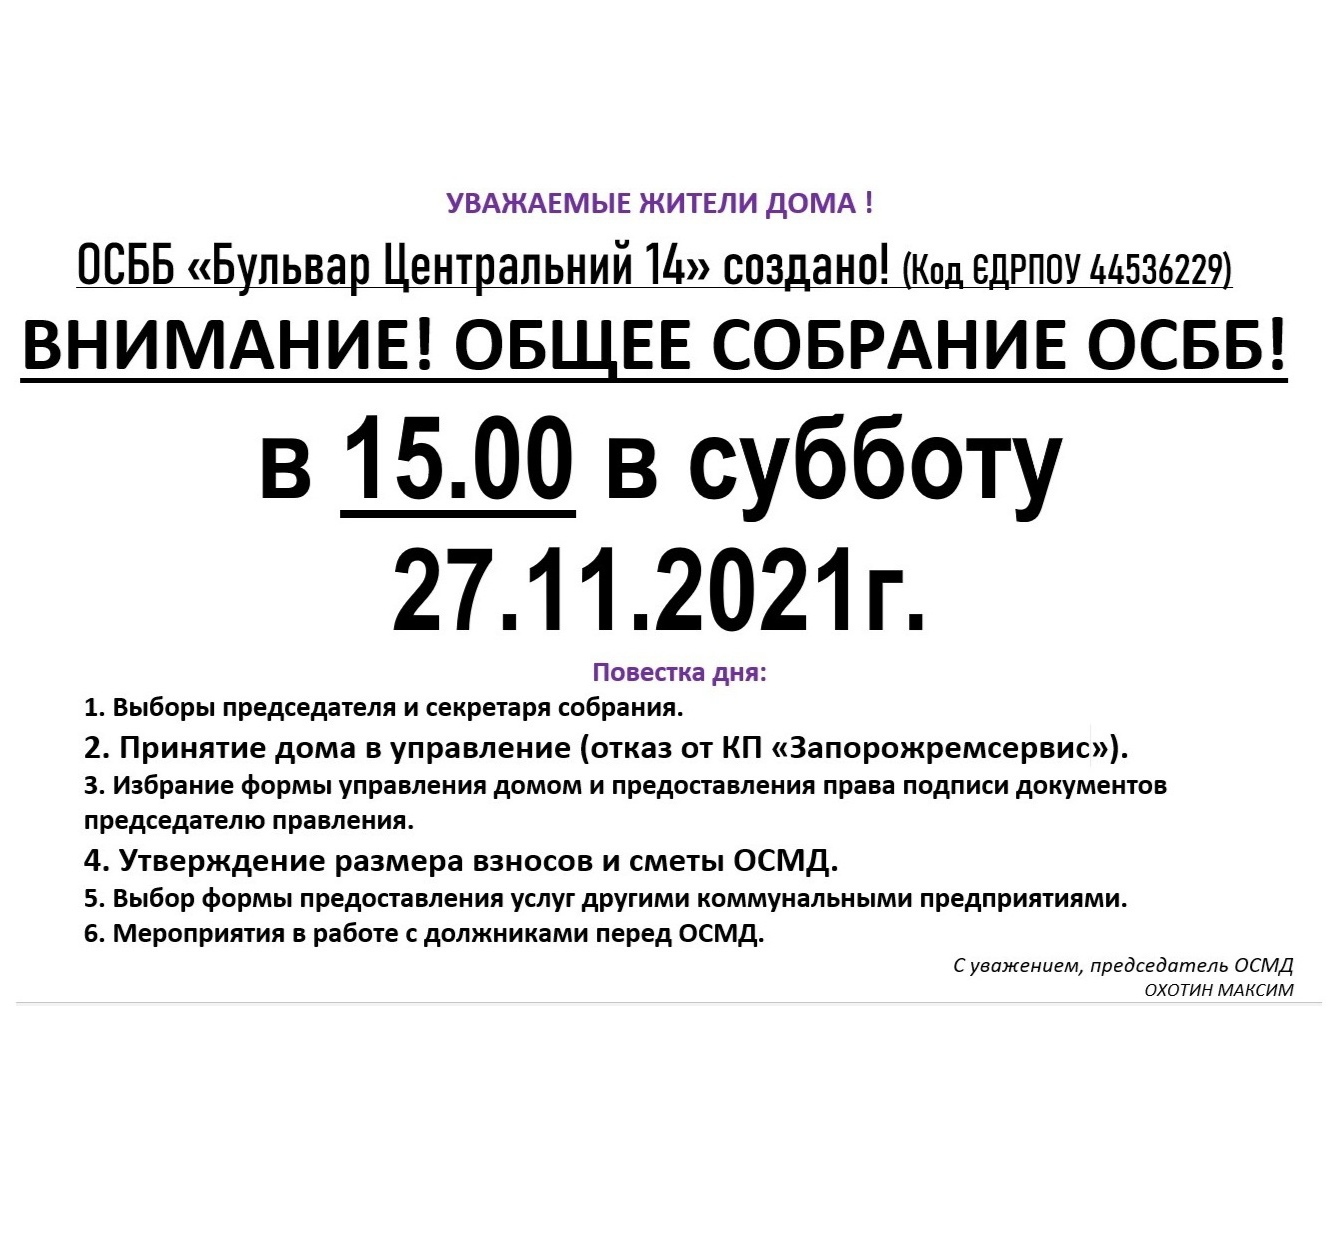 УВАЖАЕМЫЕ ЖИТЕЛИ ДОМА !
ОСББ «Бульвар Центральний 14» создано! (Код ЄДРПОУ 44536229)
ВНИМАНИЕ! ОБЩЕЕ СОБРАНИЕ ОСББ!
в 15.00 в субботу
27.11.2021г.
Повестка дня:
1. Выборы председателя и секретаря собрания.
2. Принятие дома в управление (отказ от КП «Запорожремсервис»).
3. Избрание формы управления домом и предоставления права подписи документов
председателю правления.
4. Утверждение размера взносов и сметы ОСМД.
5. Выбор формы предоставления услуг другими коммунальными предприятиями.
6. Мероприятия в работе с должниками перед ОСМД.
С уважением, председатель ОСМД
ОХОТИН МАКСИМ